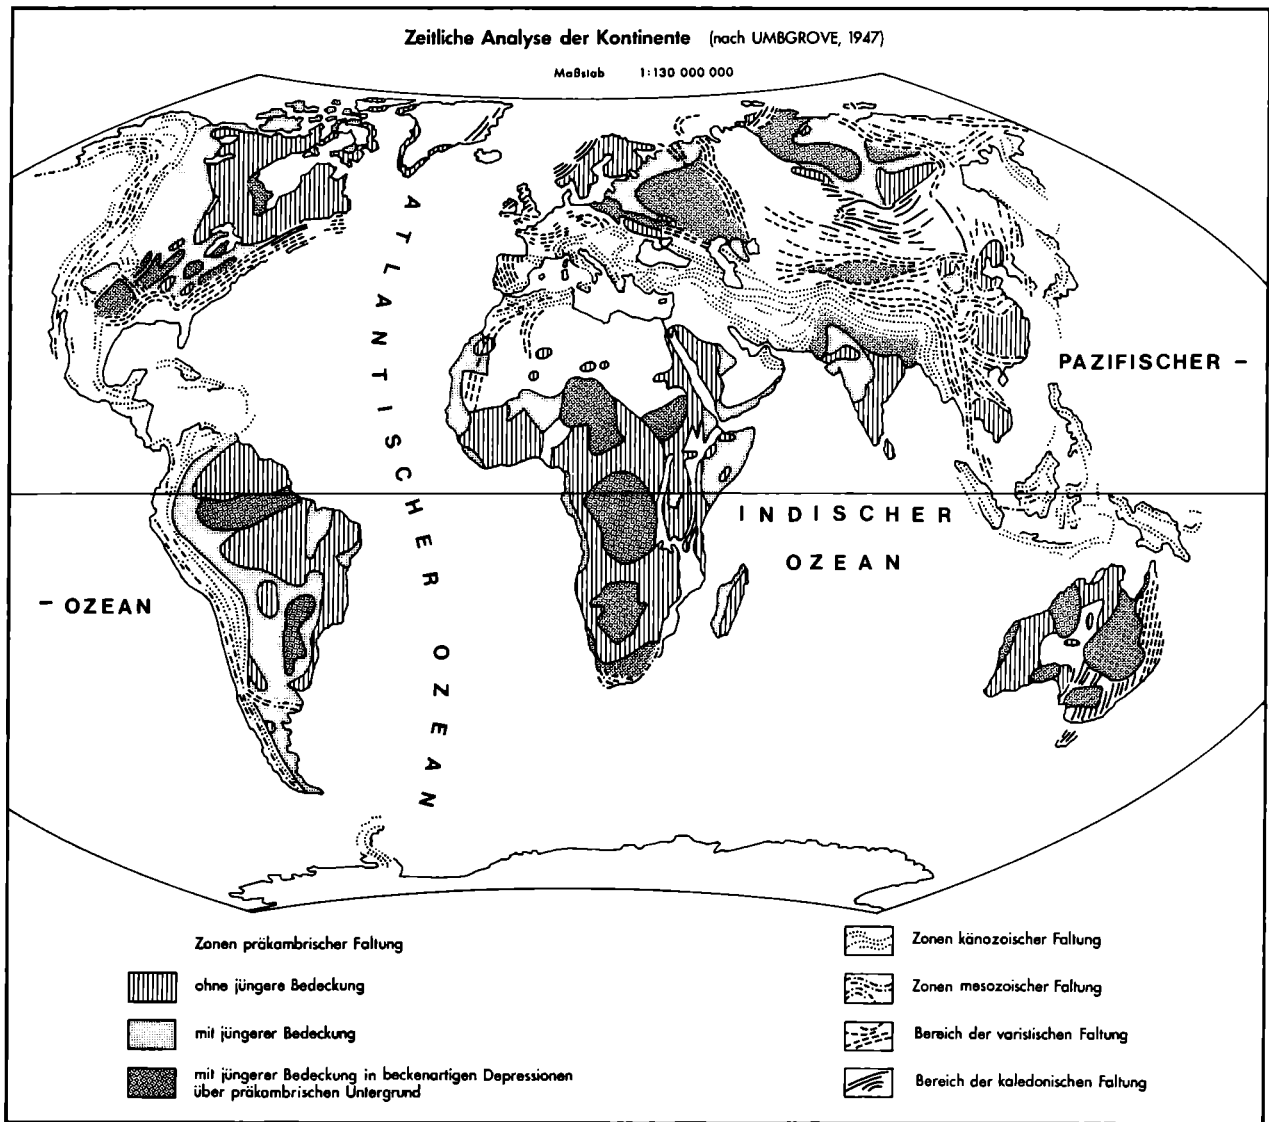 Zeitliche Analyse der Kontinente (nach UMBGROVE, 1947)
Maßstab 1:130 000 000
ATLANTISCHER OZEAN
PAZIFISCHER –
INDISCHER
OZEAN
– OZEAN
Zonen präkambrischer Faltung
ohne jüngere Bedeckung
mit jüngerer Bedeckung
mit jüngerer Bedeckung in beckenartigen Depressionen
über präkambrischen Untergrund
Zonen känozoischer Faltung
Zonen mesozoischer Faltung
Bereich der varistischen Faltung
Bereich der kaledonischen Faltung